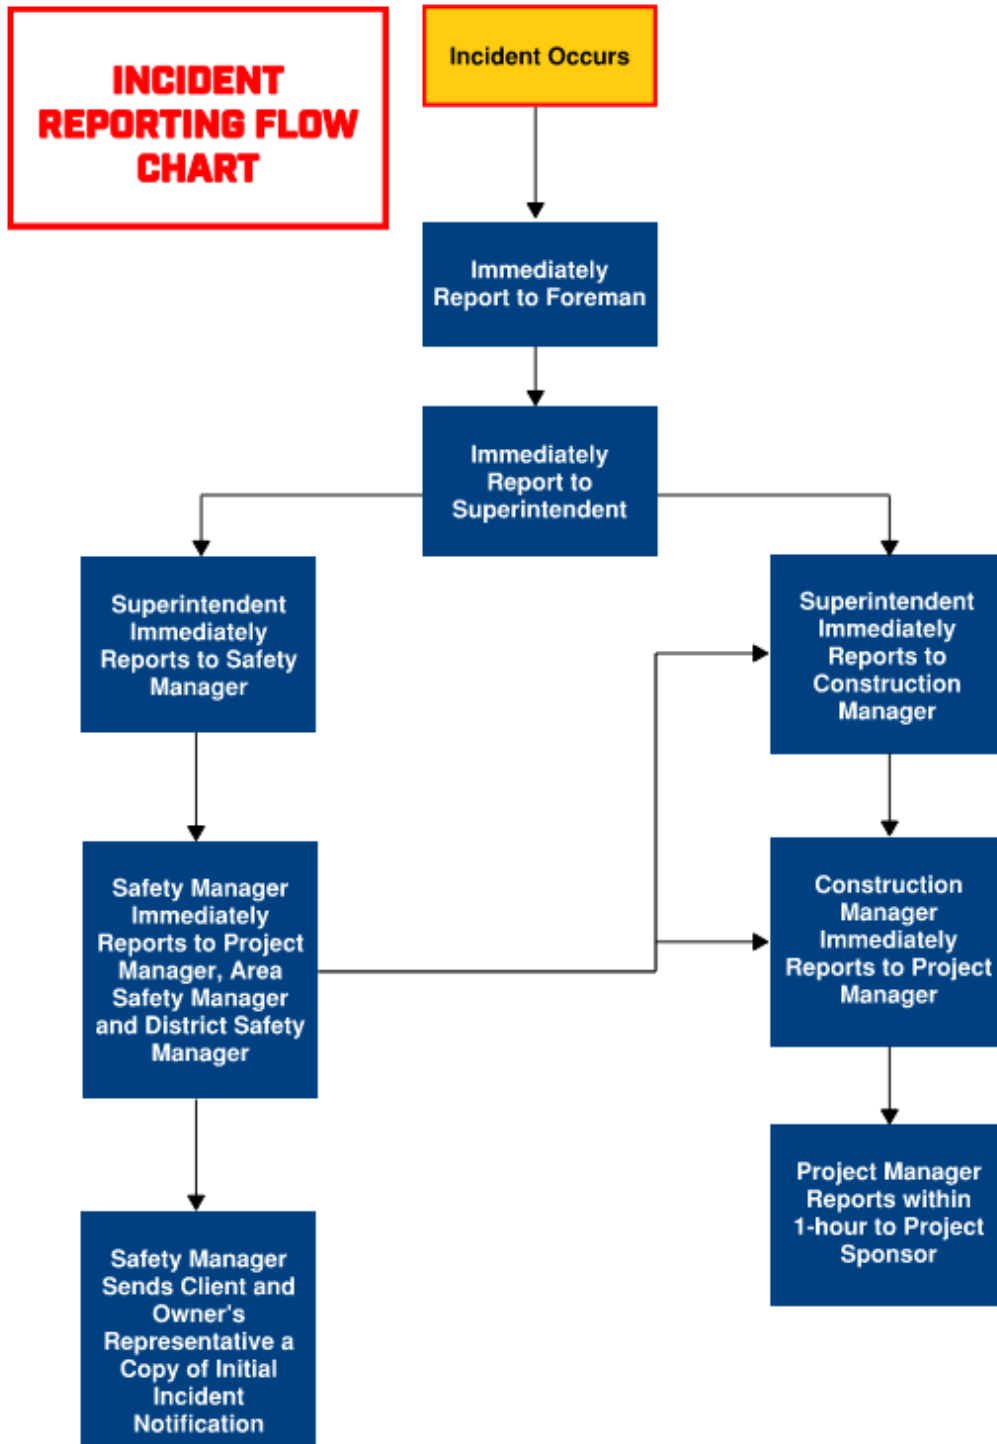 INCIDENT
REPORTING FLOW
CHART
Incident Occurs
Immediately
Report to Foreman
Immediately
Report to
Superintendent
Superintendent
Immediately
Reports to Safety
Manager
Superintendent
Immediately
Reports to
Construction
Manager
Safety Manager
Immediately
Reports to Project
Manager, Area
Safety Manager
and District Safety
Manager
Construction
Manager
Immediately
Reports to Project
Manager
Project Manager
Reports within
1-hour to Project
Sponsor
Safety Manager
Sends Client and
Owner's
Representative a
Copy of Initial
Incident
Notification